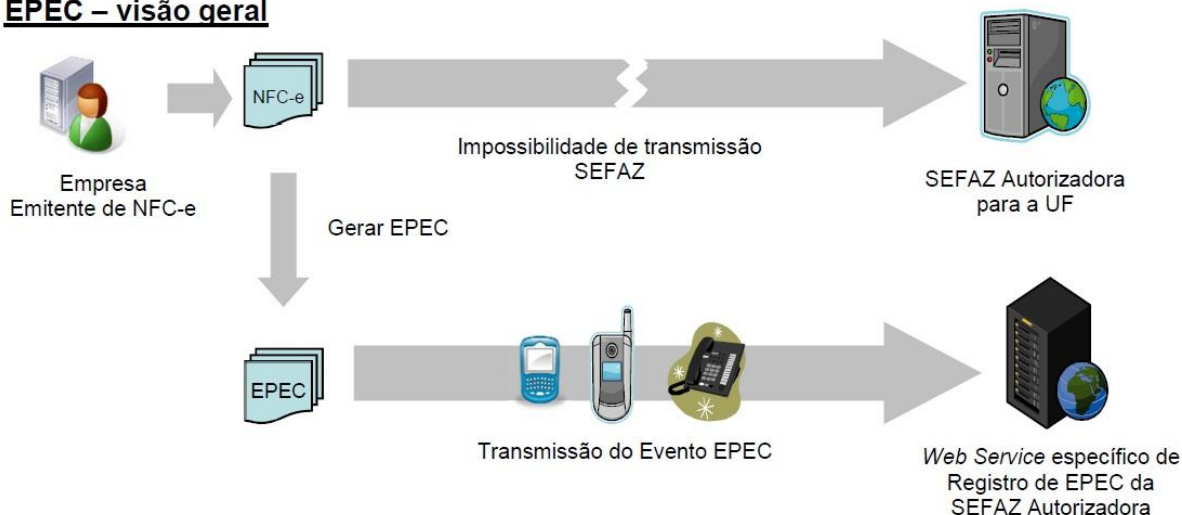 EPEC – visão geral
NFC-e
Impossibilidade de transmissão
SEFAZ
Empresa
Emitente de NFC-e
SEFAZ Autorizadora
para a UF
Gerar EPEC
EPEC
Transmissão do Evento EPEC
Web Service específico de
Registro de EPEC da
SEFAZ Autorizadora